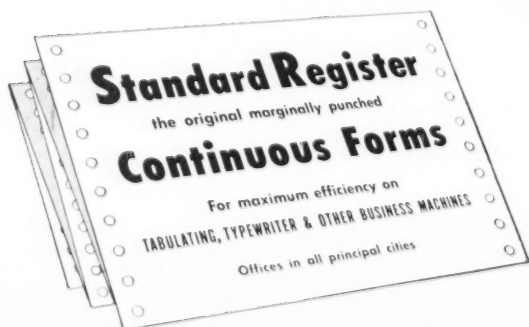 Standard Register
the original marginally punched
Continuous Forms
For maximum efficiency on
TABULATING, TYPEWRITER & OTHER BUSINESS MACHINES
Offices in all principal cities